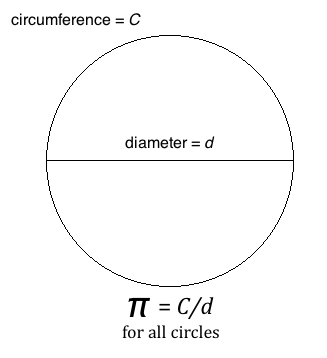 circumference = C
diameter = d
π = C/d
for all circles